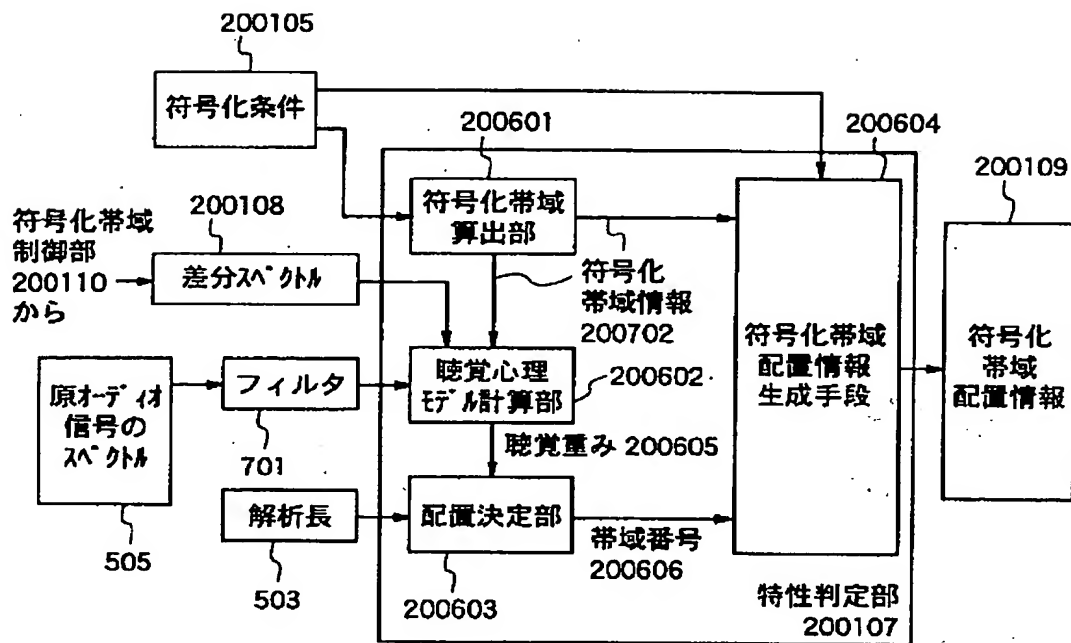 200105
符号化条件
200601
200604
200109
200108
符号化帯域
制御部
200110
から
差分スペクトル
符号化帯域
算出部
符号化
帯域情報
200702
符号化帯域
配置情報
生成手段
符号化
帯域
配置情報
原オーディオ
信号の
スペクトル
505
フィルタ
701
聴覚心理
モデル計算部
200602
聴覚重み 200605
解析長
503
配置決定部
200603
帯域番号
200606
特性判定部
200107